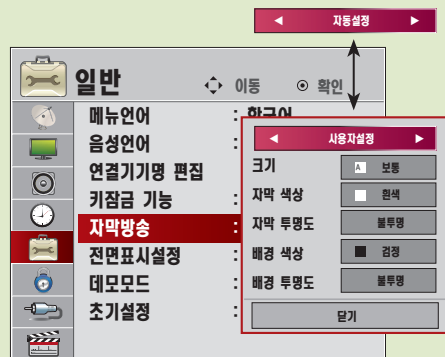 ◀ 자동설정 ▶
일반 이동 ⊙ 확인
메뉴언어 : 한국어
음성언어 :
연결기기명 편집
키잠금 기능 :
자막방송 :
전면표시설정 :
데모모드 :
초기설정 :
◀ 사용자설정 ▶
크기 A 보통
자막 색상 흰색
자막 투명도 불투명
배경 색상 검정
배경 투명도 불투명
닫기